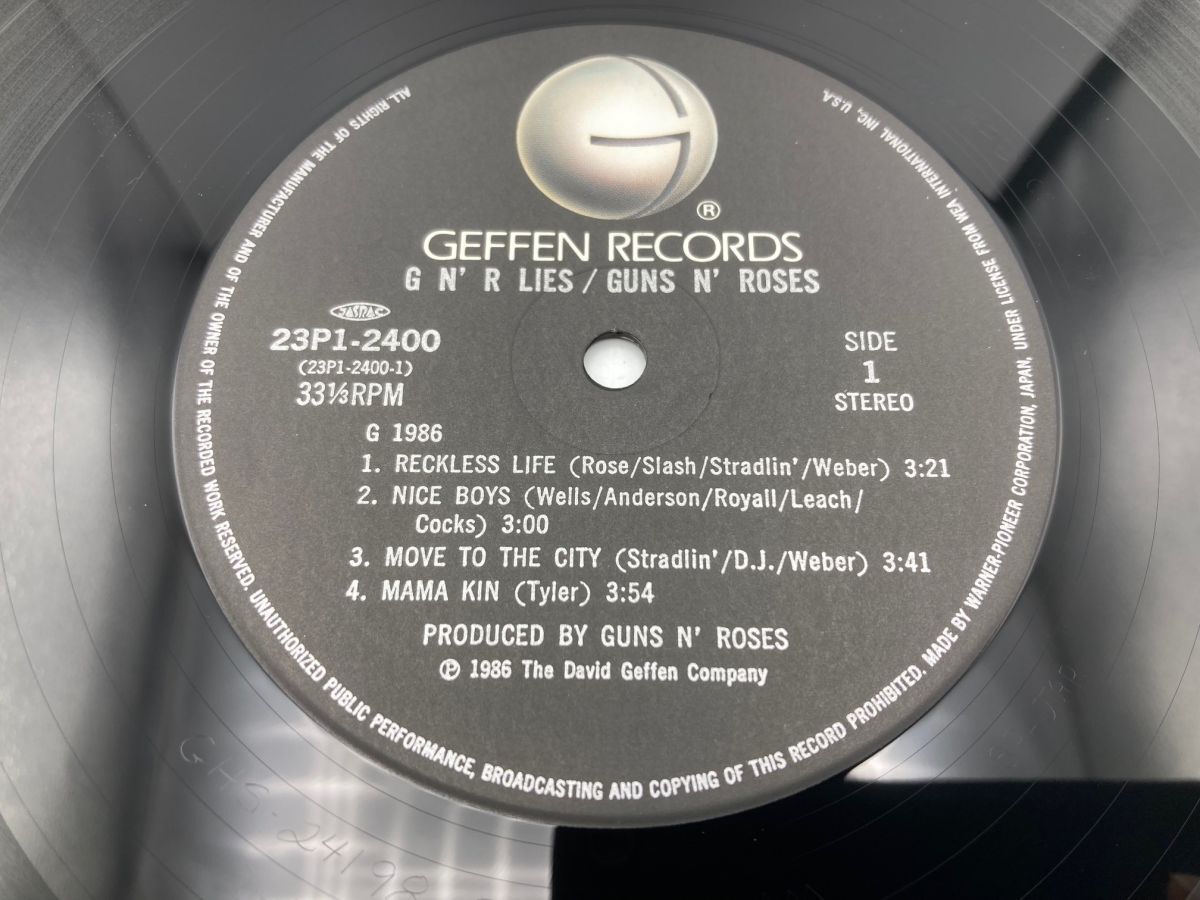 ®
GEFFEN RECORDS
G N' R LIES / GUNS N' ROSES
JASRAC
23P1-2400
(23P1-2400-1)
33⅓RPM
SIDE
1
STEREO
G 1986
1. RECKLESS LIFE (Rose/Slash/Stradlin'/Weber) 3:21
2. NICE BOYS (Wells/Anderson/Royall/Leach/
Cocks) 3:00
3. MOVE TO THE CITY (Stradlin'/D.J./Weber) 3:41
4. MAMA KIN (Tyler) 3:54
PRODUCED BY GUNS N' ROSES
℗ 1986 The David Geffen Company
ALL RIGHTS OF THE MANUFACTURER AND OF THE OWNER OF THE RECORDED WORK RESERVED. UNAUTHORIZED PUBLIC PERFORMANCE, BROADCASTING AND COPYING OF THIS RECORD PROHIBITED. MADE BY WARNER-PIONEER CORPORATION, JAPAN, UNDER LICENSE FROM WEA INTERNATIONAL INC., U.S.A.
GHS-24198